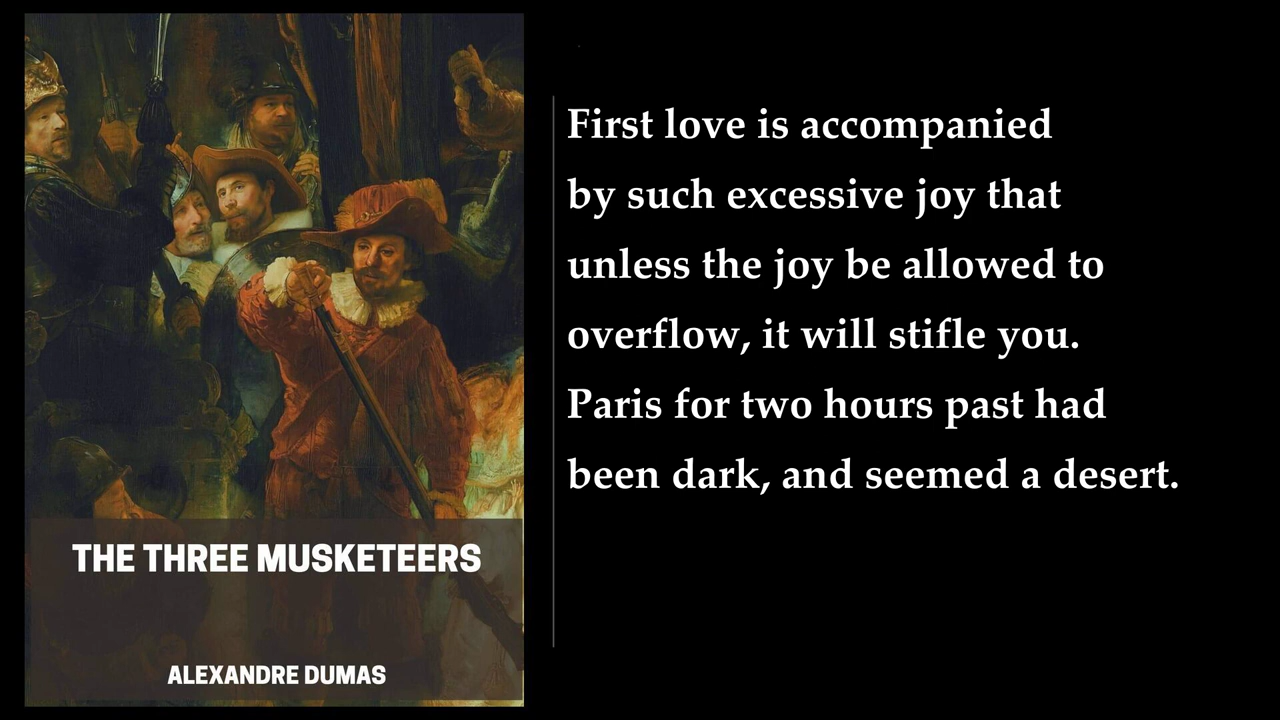 THE THREE MUSKETEERS
ALEXANDRE DUMAS
First love is accompanied
by such excessive joy that
unless the joy be allowed to
overflow, it will stifle you.
Paris for two hours past had
been dark, and seemed a desert.